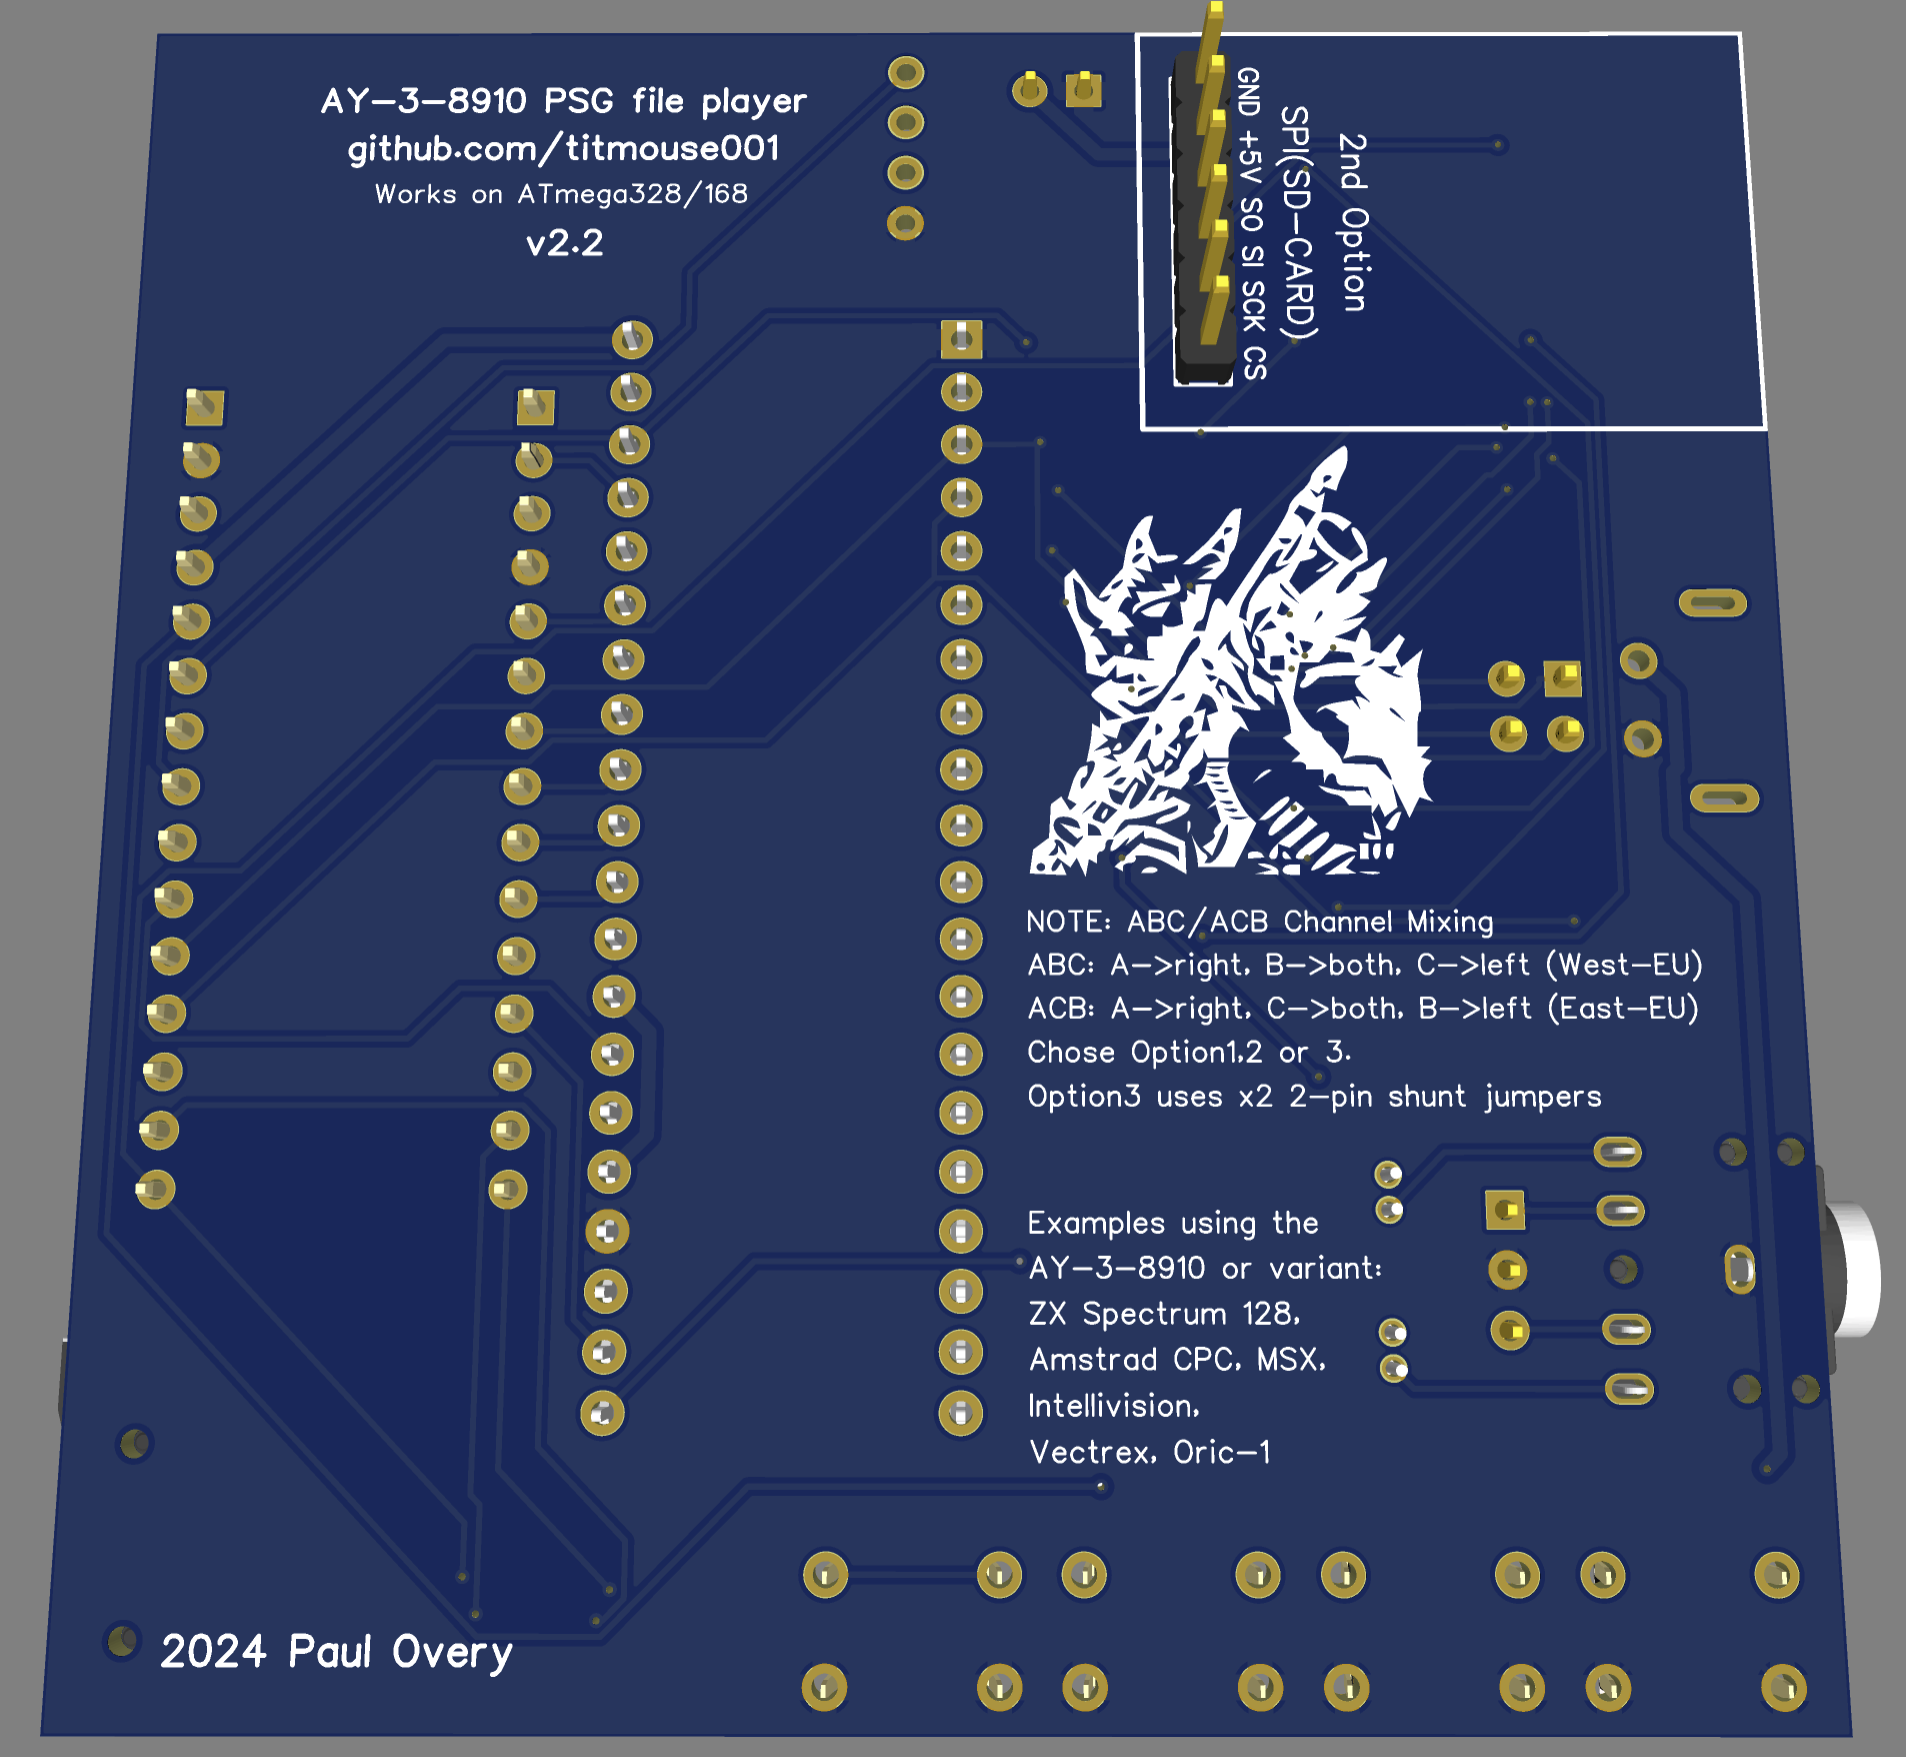 AY-3-8910 PSG file player
github.com/titmouse001
Works on ATmega328/168
v2.2
GND +5V SO SI SCK CS
SPI(SD-CARD)
2nd Option
NOTE: ABC/ACB Channel Mixing
ABC: A->right, B->both, C->left (West-EU)
ACB: A->right, C->both, B->left (East-EU)
Chose Option1,2 or 3.
Option3 uses x2 2-pin shunt jumpers
Examples using the
AY-3-8910 or variant:
ZX Spectrum 128,
Amstrad CPC, MSX,
Intellivision,
Vectrex, Oric-1
2024 Paul Overy